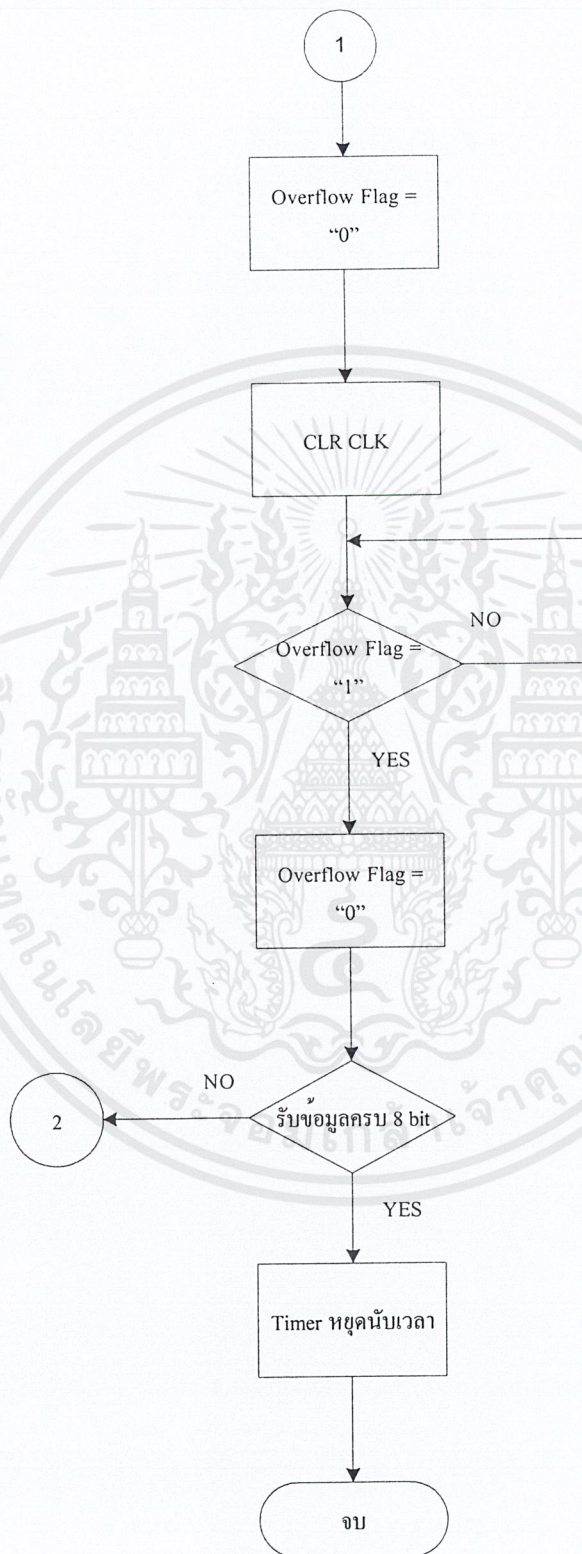 1
Overflow Flag =
“0”
CLR CLK
Overflow Flag =
“1”
NO
YES
Overflow Flag =
“0”
รับข้อมูลครบ 8 bit
NO
2
YES
Timer หยุดนับเวลา
จบ